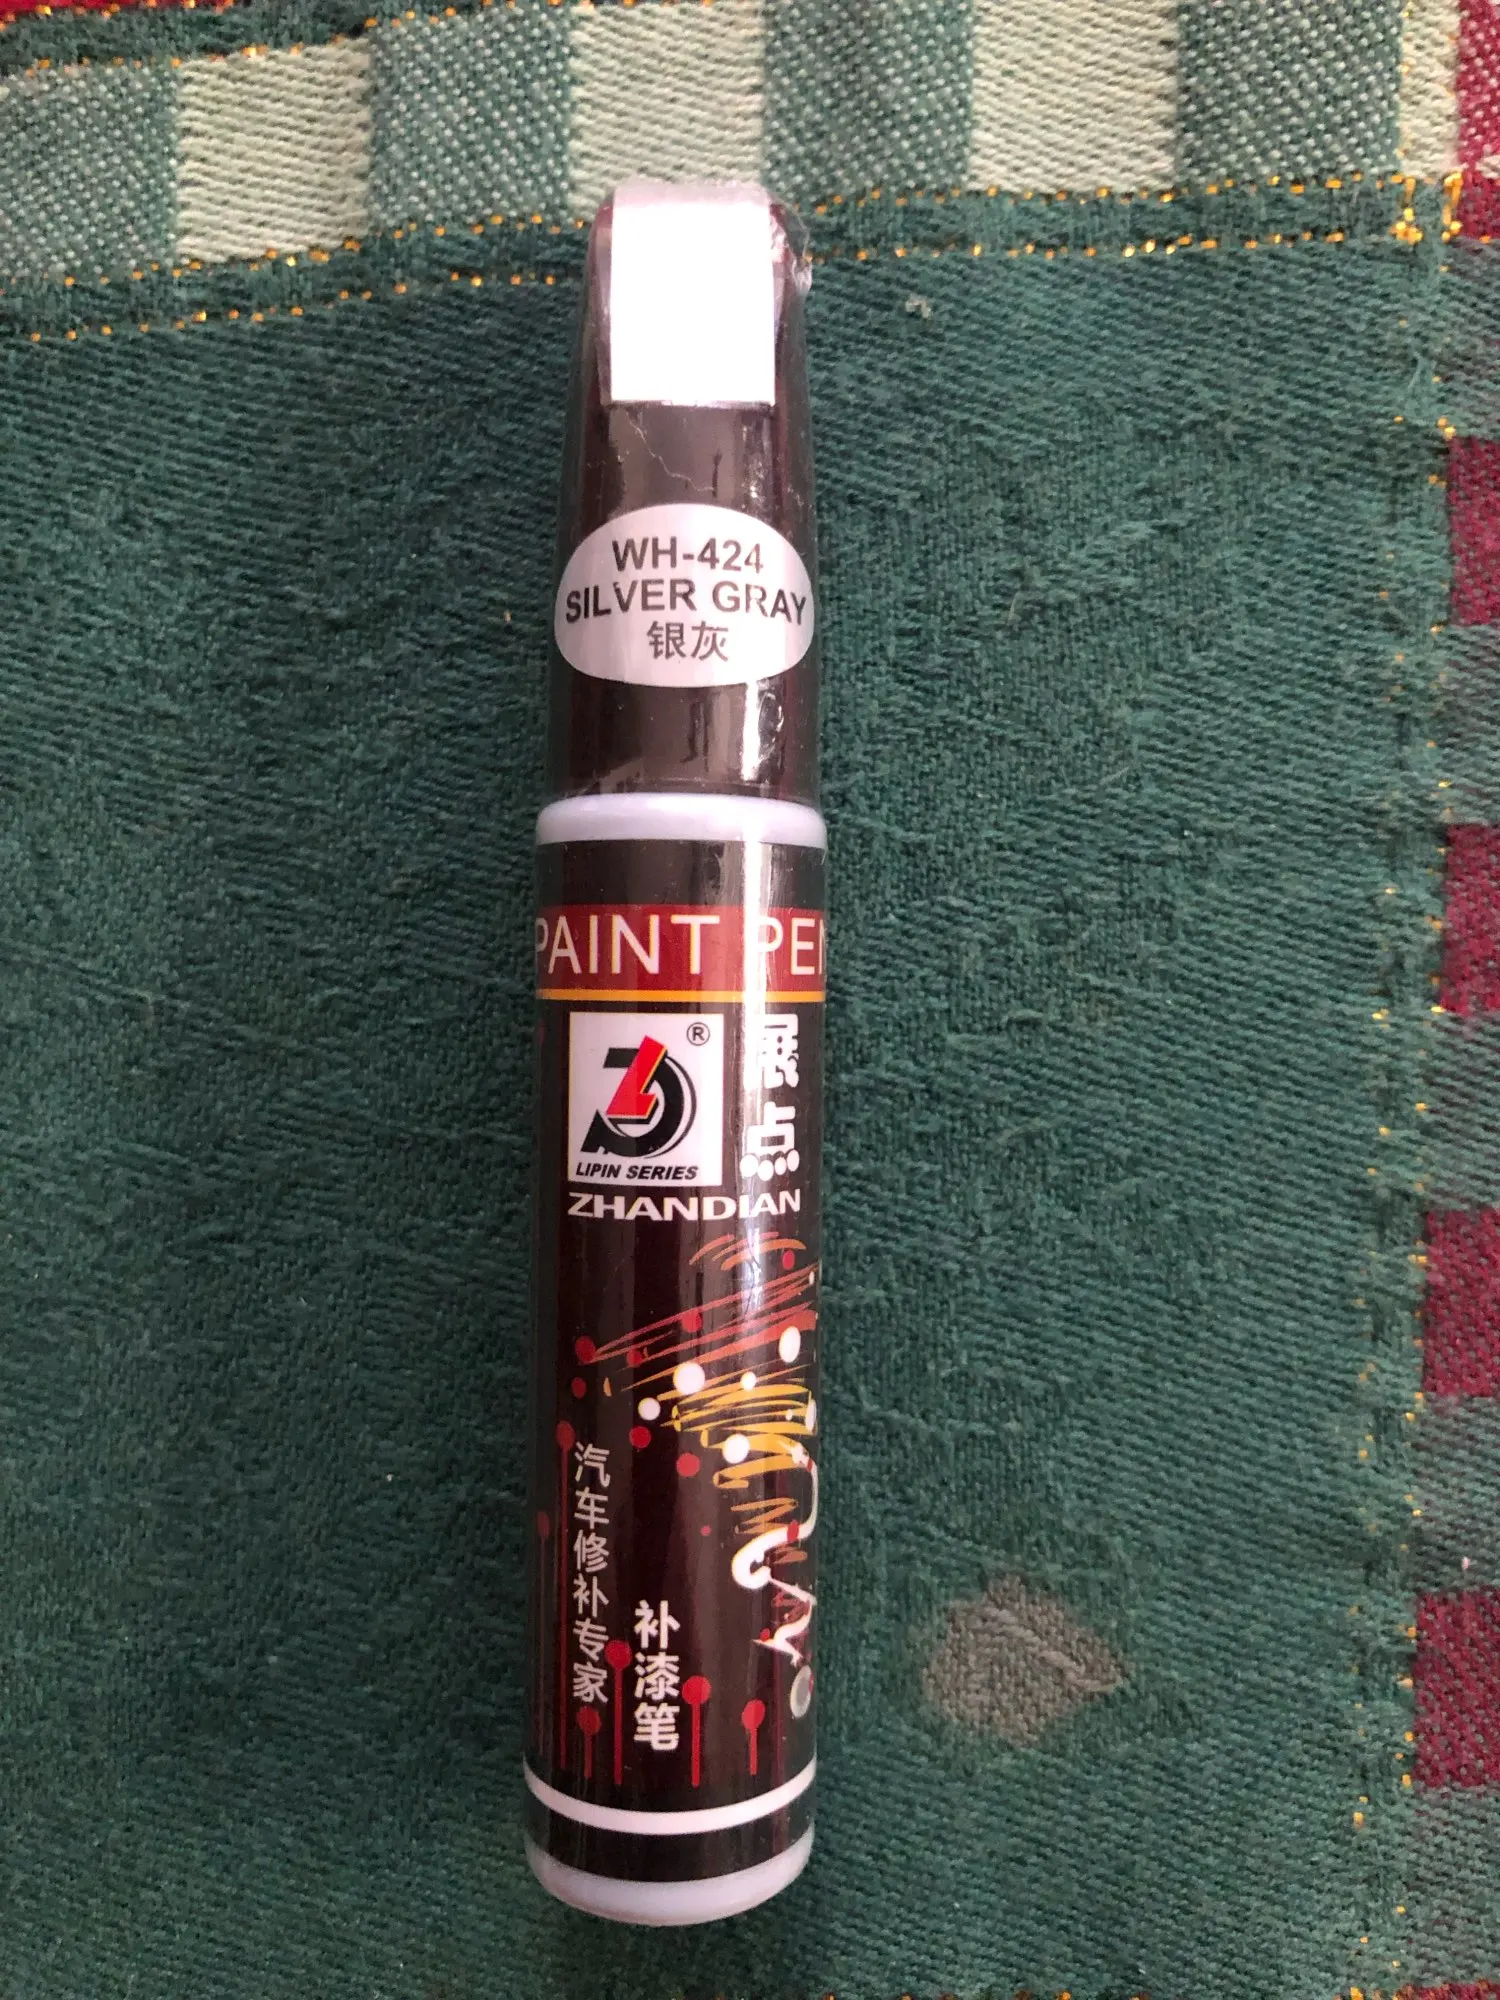 WH-424
SILVER GRAY
银灰
PAINT PEN
®
LIPIN SERIES
展点
ZHANDIAN
汽车修补专家
补漆笔